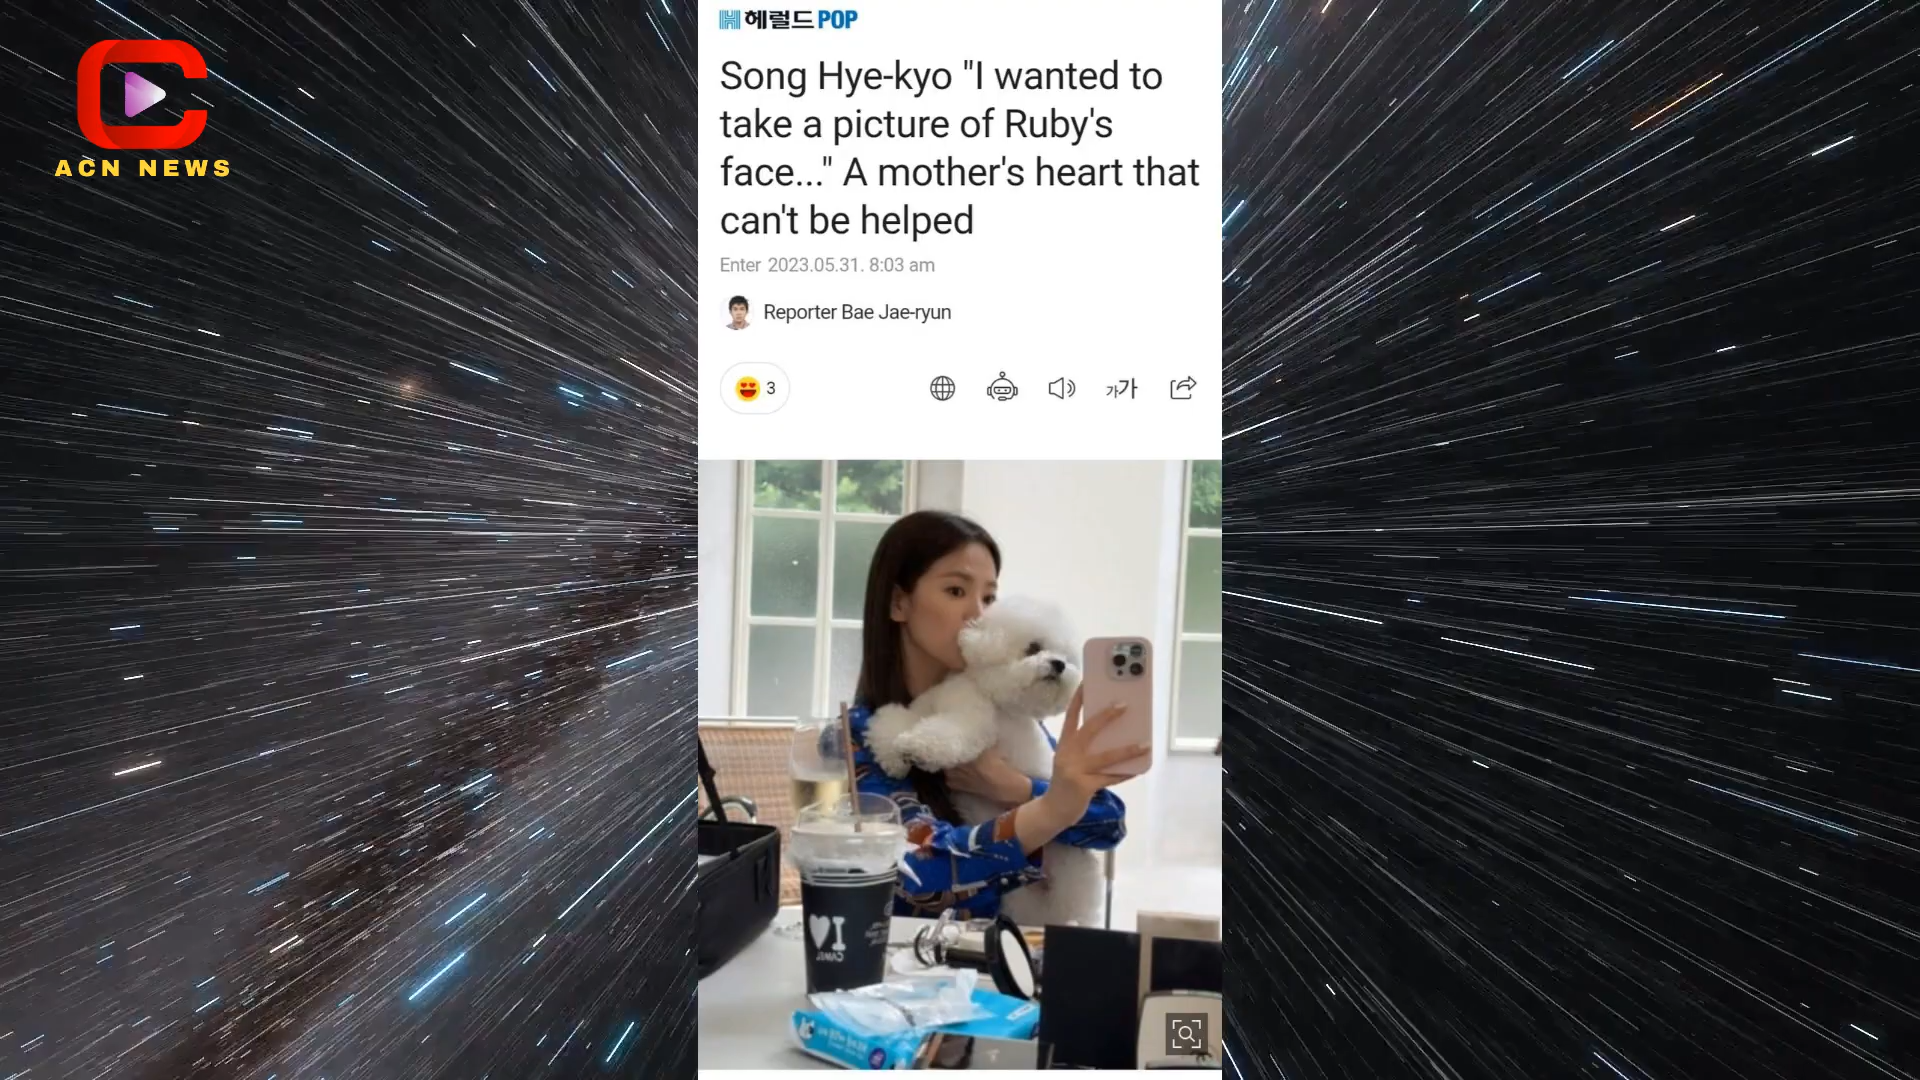 ACN NEWS
헤럴드POP
Song Hye-kyo "I wanted to
take a picture of Ruby's
face..." A mother's heart that
can't be helped
Enter 2023.05.31. 8:03 am
Reporter Bae Jae-ryun
3
가가
I